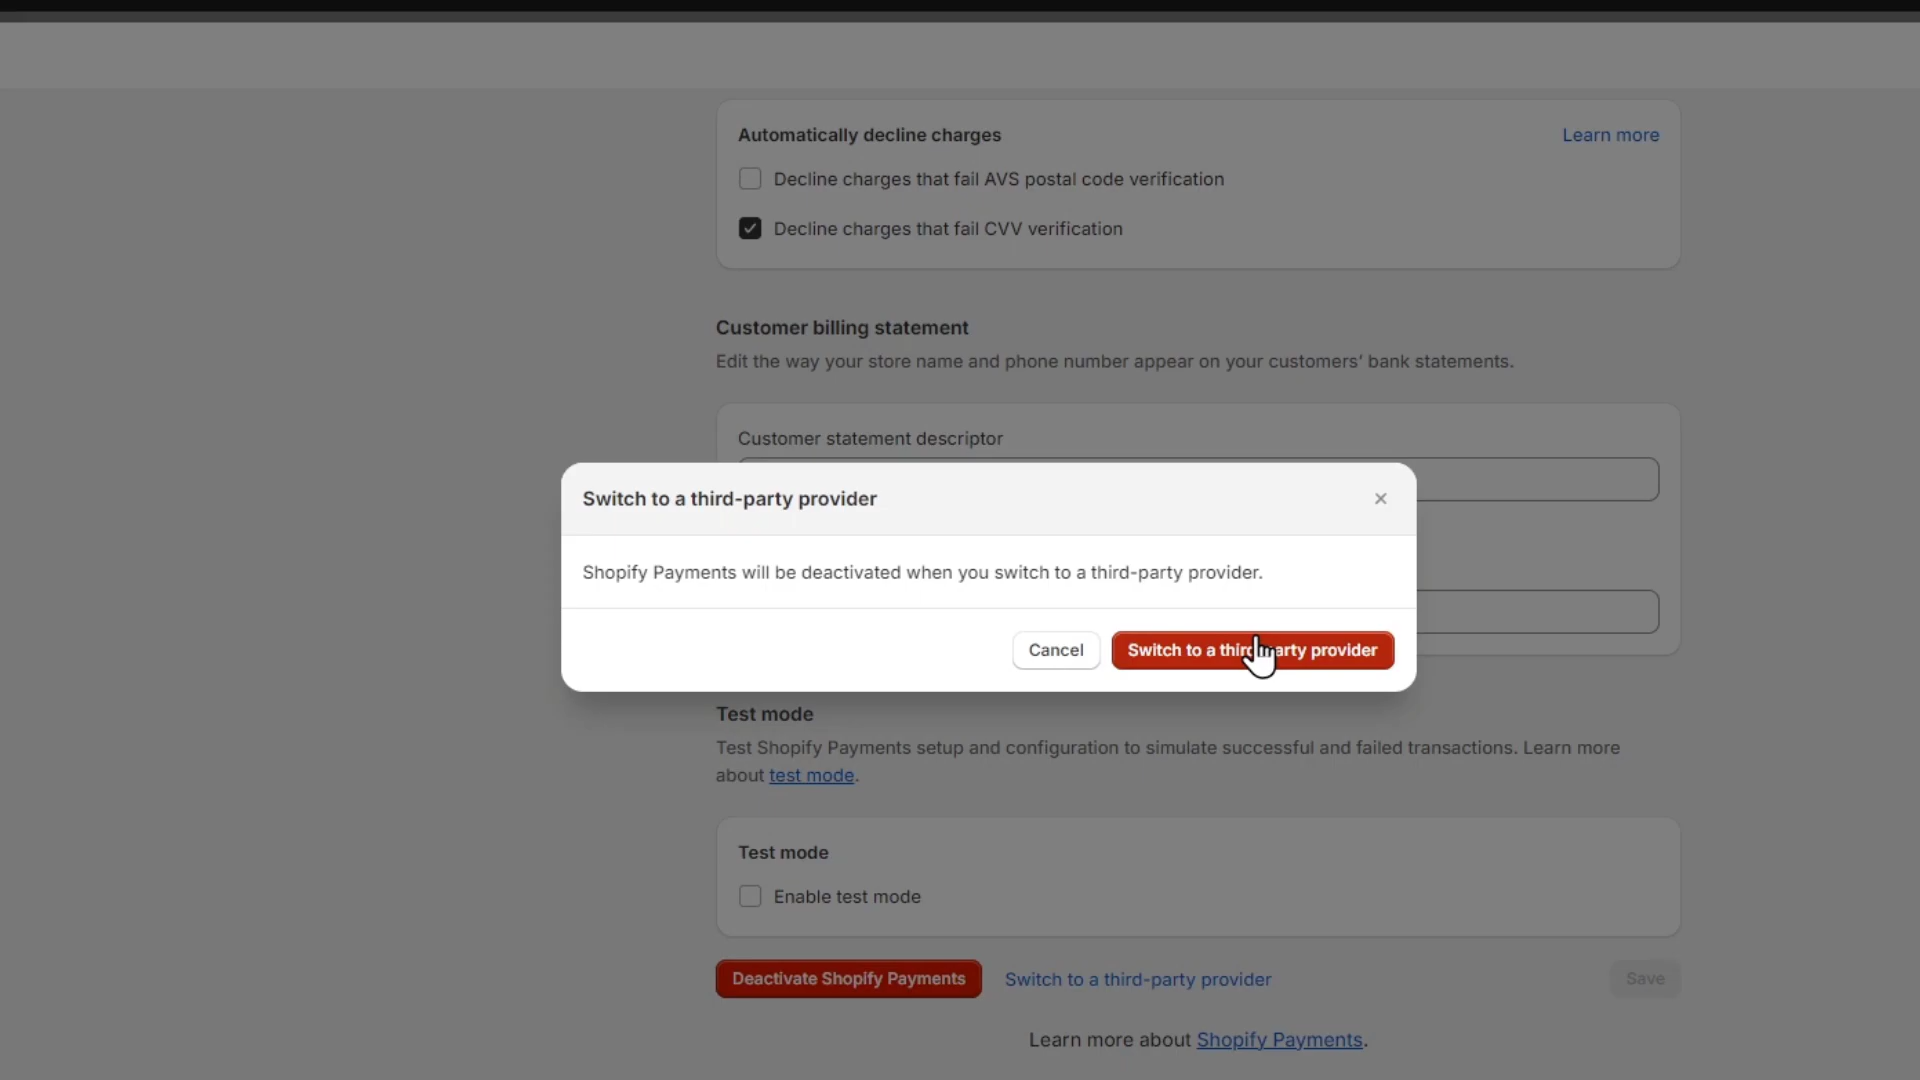 Automatically decline charges
Learn more
Decline charges that fail AVS postal code verification
Decline charges that fail CVV verification
Customer billing statement
Edit the way your store name and phone number appear on your customers' bank statements.
Customer statement descriptor
Switch to a third-party provider
Shopify Payments will be deactivated when you switch to a third-party provider.
Cancel
Switch to a third-party provider
Test mode
Test Shopify Payments setup and configuration to simulate successful and failed transactions. Learn more
about test mode.
Test mode
Enable test mode
Deactivate Shopify Payments
Switch to a third-party provider
Save
Learn more about Shopify Payments.